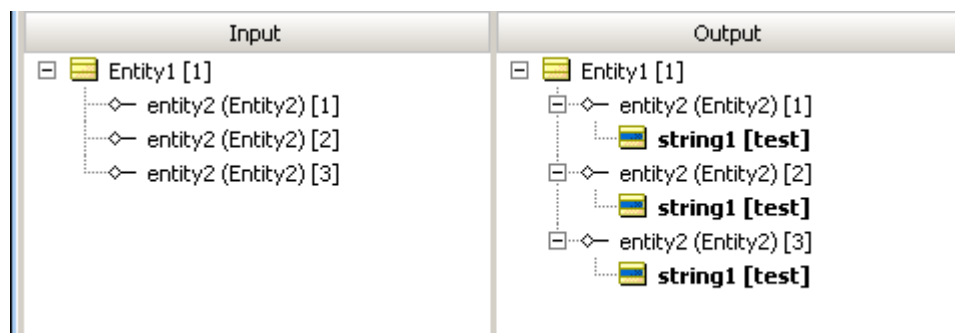 Input
Entity1 [1]
entity2 (Entity2) [1]
entity2 (Entity2) [2]
entity2 (Entity2) [3]
Output
Entity1 [1]
entity2 (Entity2) [1]
string1 [test]
entity2 (Entity2) [2]
string1 [test]
entity2 (Entity2) [3]
string1 [test]